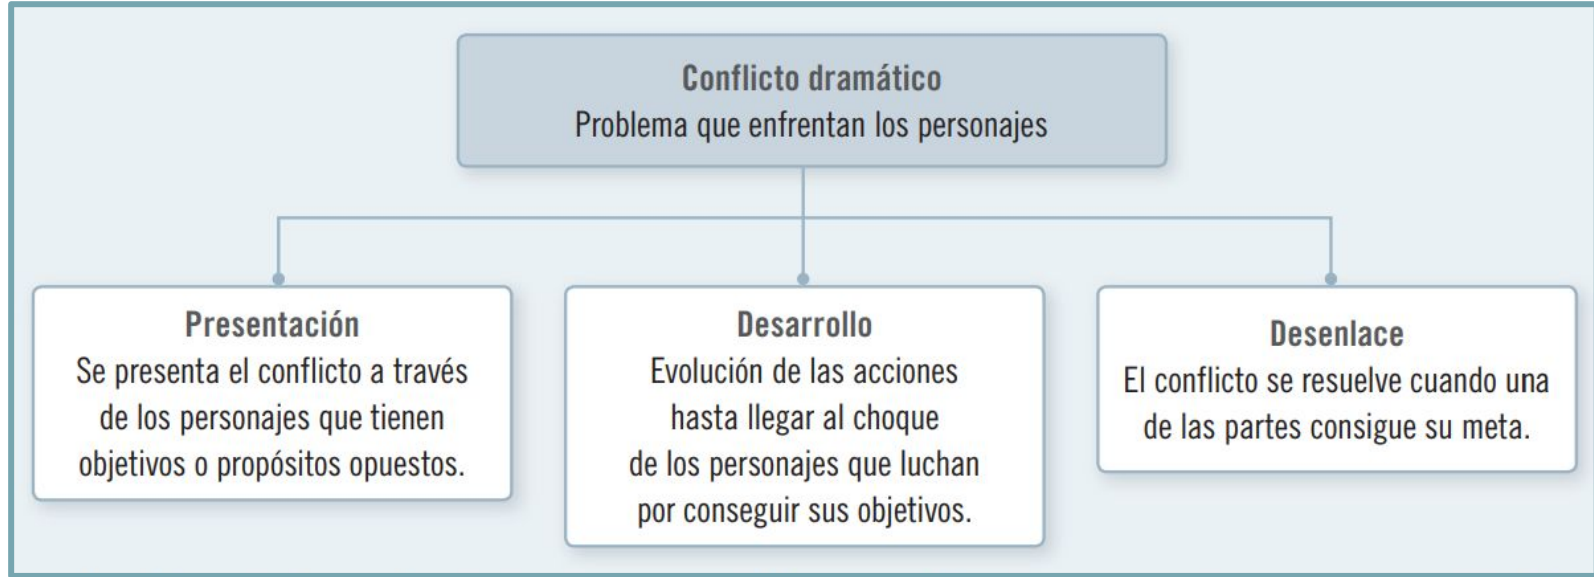 Conflicto dramático
Problema que enfrentan los personajes
Presentación
Se presenta el conflicto a través
de los personajes que tienen
objetivos o propósitos opuestos.
Desarrollo
Evolución de las acciones
hasta llegar al choque
de los personajes que luchan
por conseguir sus objetivos.
Desenlace
El conflicto se resuelve cuando una
de las partes consigue su meta.